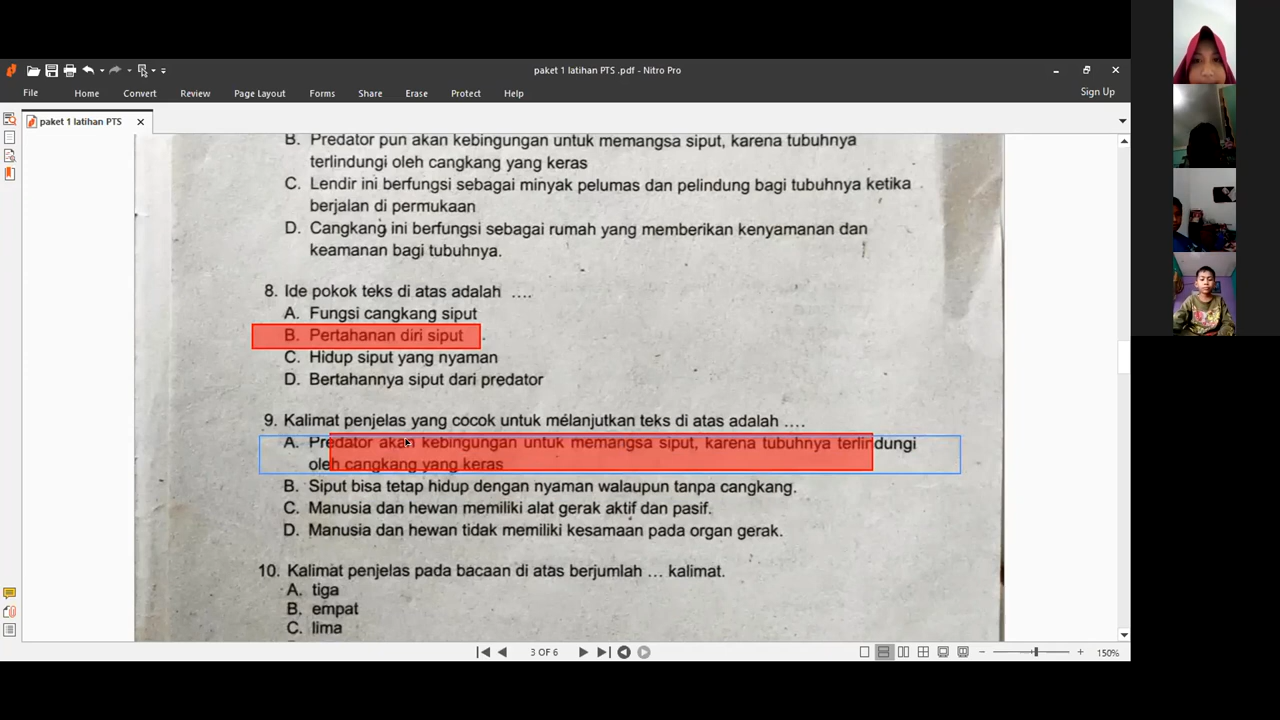 paket 1 latihan PTS .pdf - Nitro Pro
File Home Convert Review Page Layout Forms Share Erase Protect Help
Sign Up
paket 1 latihan PTS
B. Predator pun akan kebingungan untuk memangsa siput, karena tubuhnya
terlindungi oleh cangkang yang keras
C. Lendir ini berfungsi sebagai minyak pelumas dan pelindung bagi tubuhnya ketika
berjalan di permukaan
D. Cangkang ini berfungsi sebagai rumah yang memberikan kenyamanan dan
keamanan bagi tubuhnya.
8. Ide pokok teks di atas adalah ….
A. Fungsi cangkang siput
B. Pertahanan diri siput
C. Hidup siput yang nyaman
D. Bertahannya siput dari predator
9. Kalimat penjelas yang cocok untuk melanjutkan teks di atas adalah ….
A. Predator akan kebingungan untuk memangsa siput, karena tubuhnya terlindungi
oleh cangkang yang keras
B. Siput bisa tetap hidup dengan nyaman walaupun tanpa cangkang.
C. Manusia dan hewan memiliki alat gerak aktif dan pasif.
D. Manusia dan hewan tidak memiliki kesamaan pada organ gerak.
10. Kalimat penjelas pada bacaan di atas berjumlah … kalimat.
A. tiga
B. empat
C. lima
3 OF 6
150%